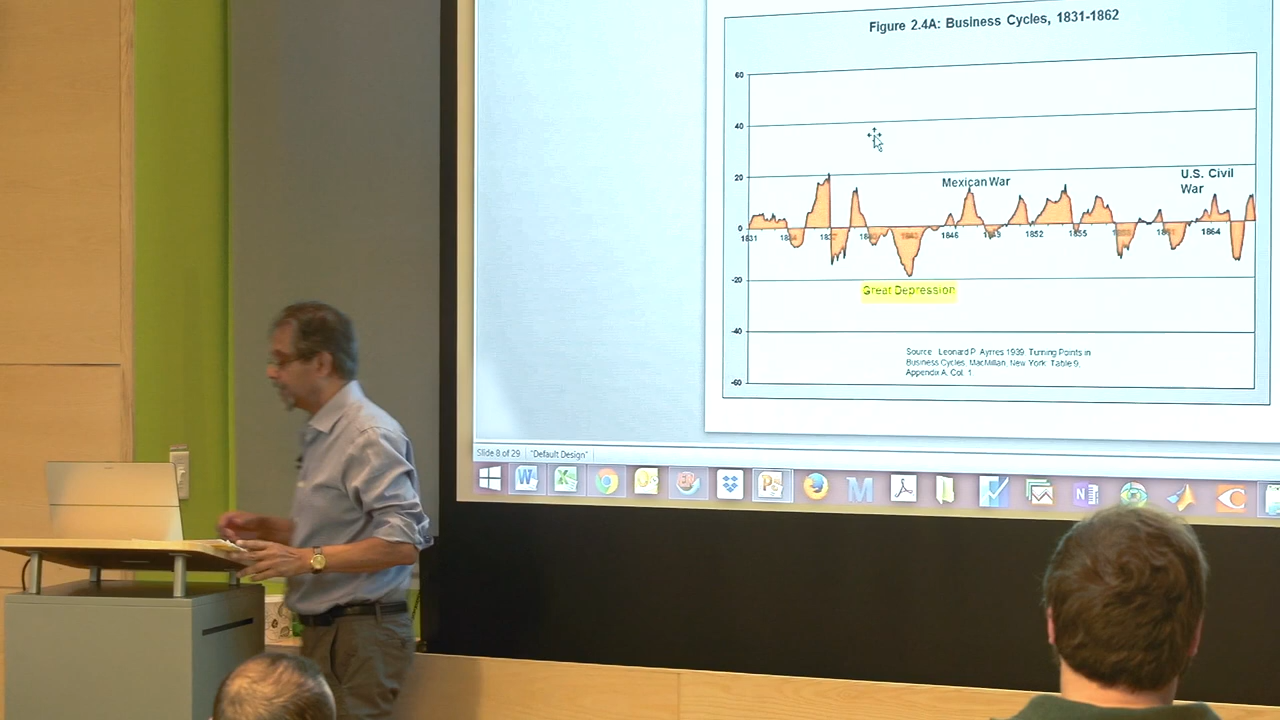 Figure 2.4A: Business Cycles, 1831-1862
60
40
20
0
-20
-40
-60
1831
1846
1849
1852
1855
1864
Mexican War
U.S. Civil
War
Great Depression
Source: Leonard P. Ayrres 1939. Turning Points in
Business Cycles, MacMillan, New York. Table 9,
Appendix A, Col. 1.
Slide 8 of 29
"Default Design"